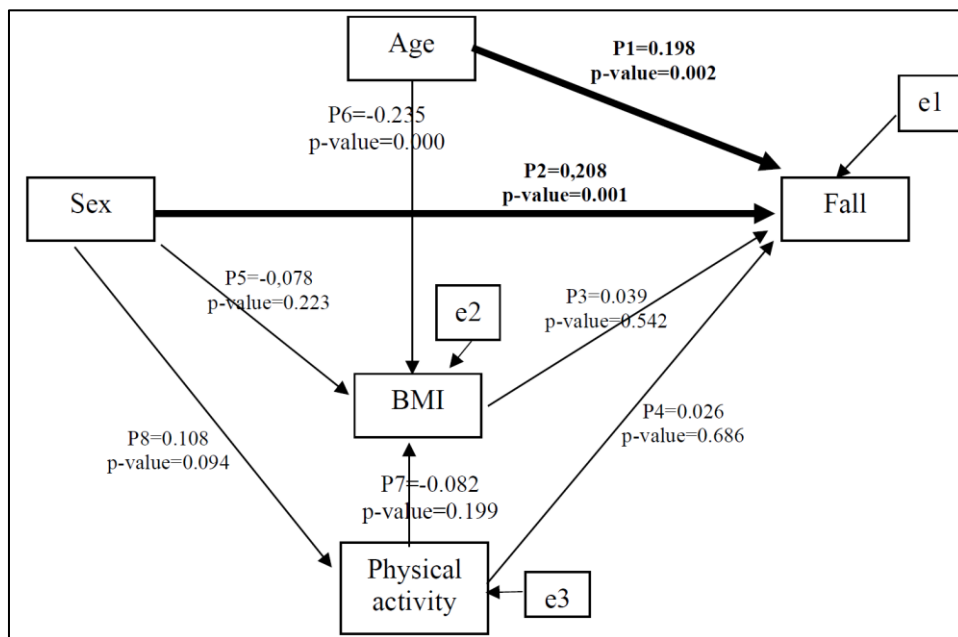 Age
P1=0.198
p-value=0.002
e1
P6=-0.235
p-value=0.000
P2=0,208
p-value=0.001
Sex
Fall
P5=-0,078
p-value=0.223
e2
P3=0.039
p-value=0.542
BMI
P8=0.108
p-value=0.094
P4=0.026
p-value=0.686
P7=-0.082
p-value=0.199
Physical
activity
e3